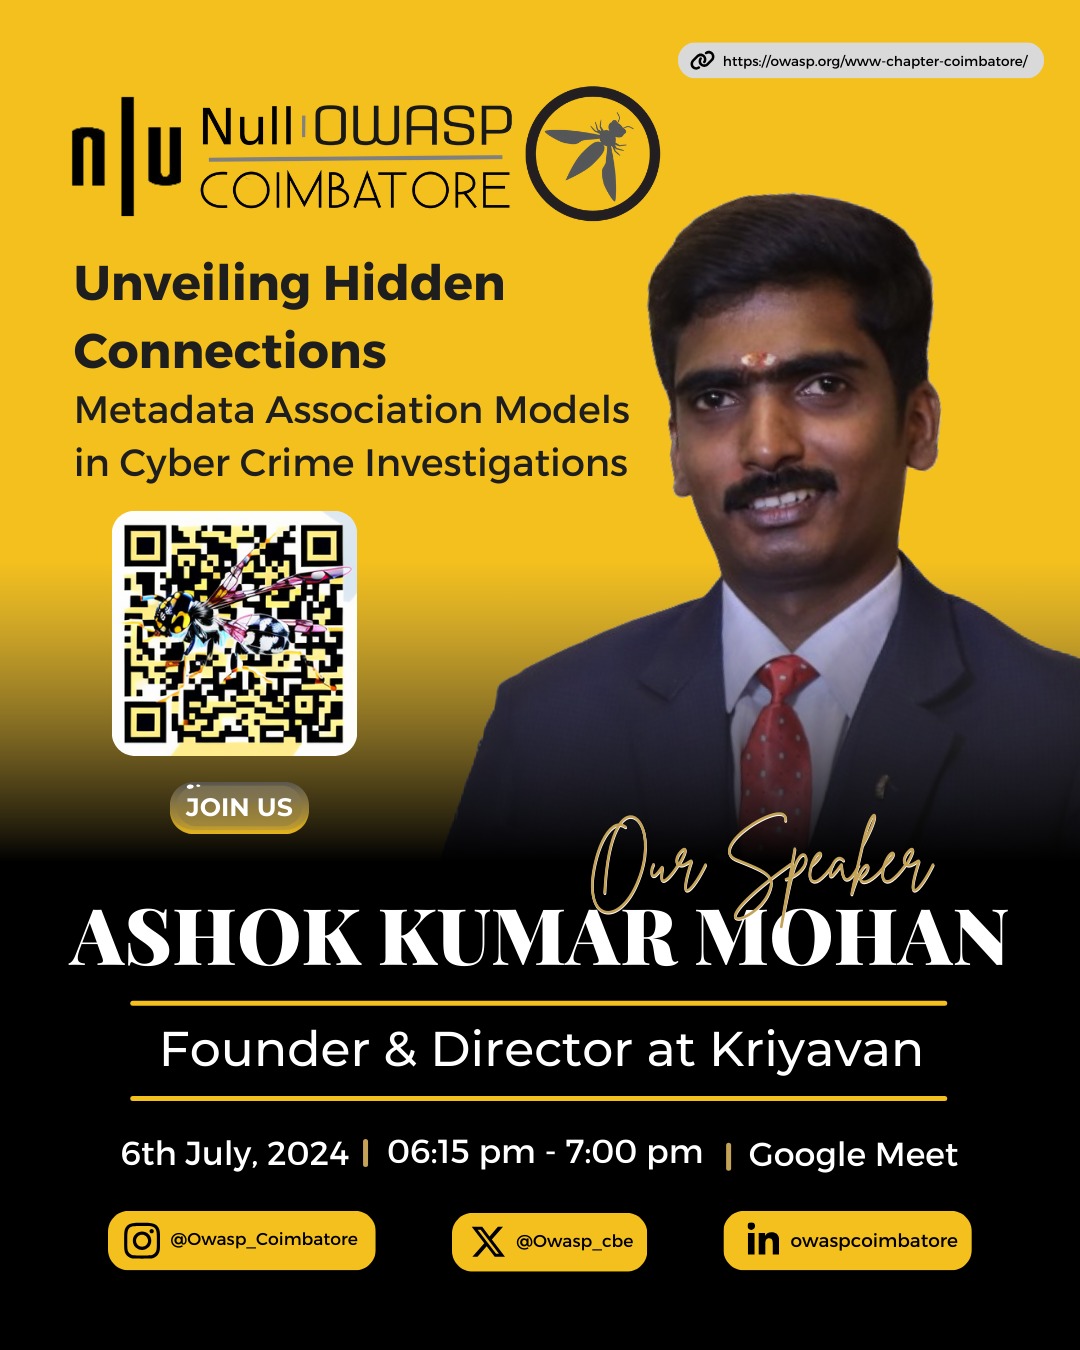 https://owasp.org/www-chapter-coimbatore/
n|u
Null OWASP
COIMBATORE
Unveiling Hidden
Connections
Metadata Association Models
in Cyber Crime Investigations
JOIN US
Our Speaker
ASHOK KUMAR MOHAN
Founder & Director at Kriyavan
6th July, 2024 | 06:15 pm - 7:00 pm | Google Meet
@Owasp_Coimbatore
@Owasp_cbe
in owaspcoimbatore